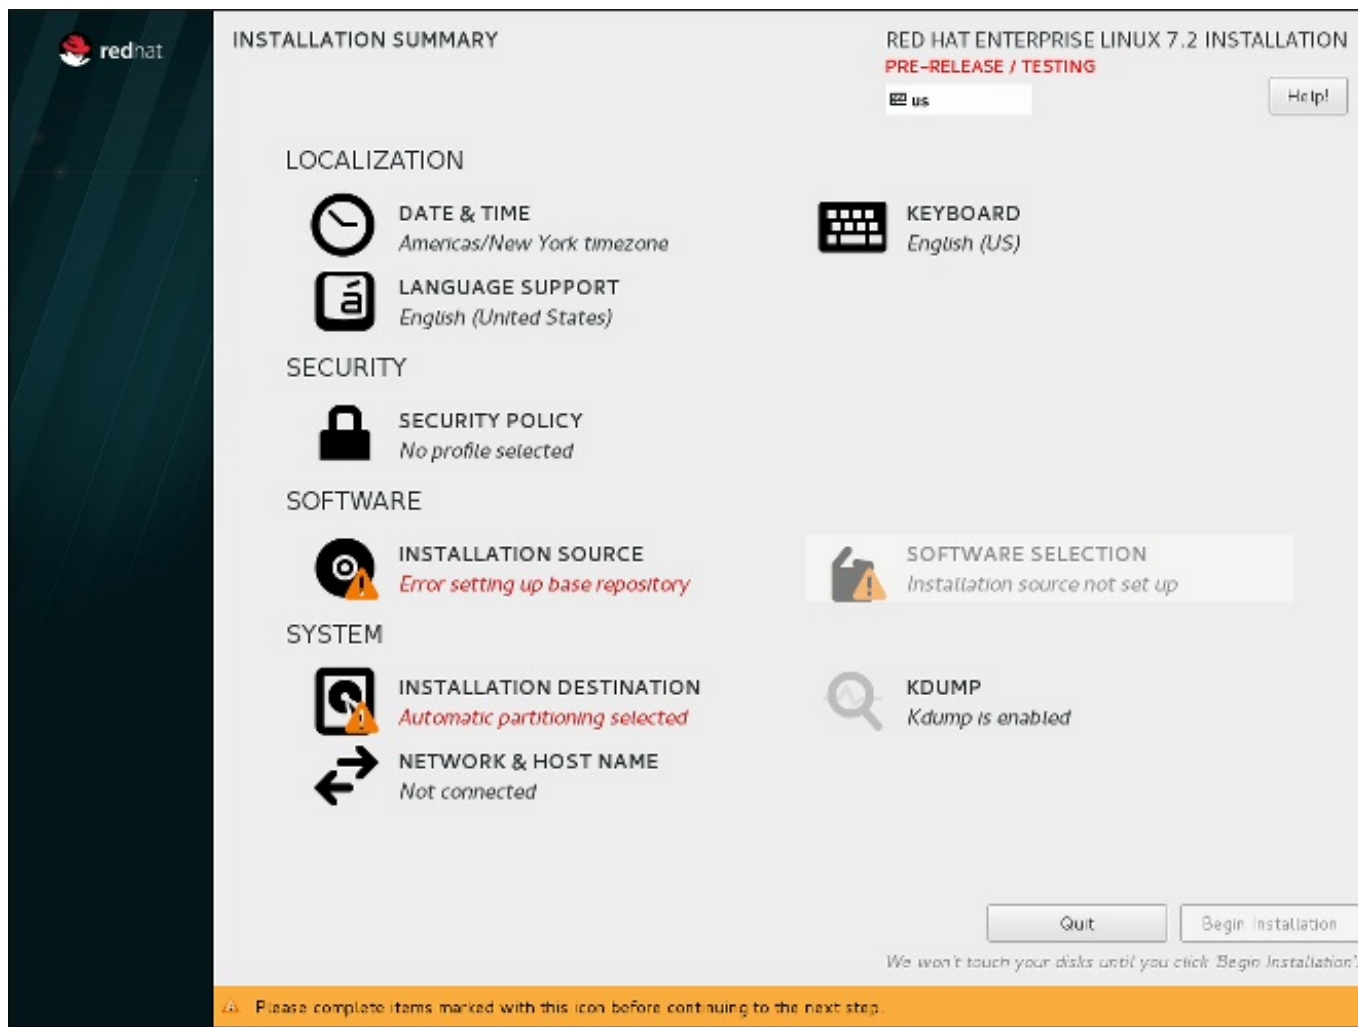 redhat
INSTALLATION SUMMARY
RED HAT ENTERPRISE LINUX 7.2 INSTALLATION
PRE-RELEASE / TESTING
us
Help!
LOCALIZATION
DATE & TIME
Americas/New York timezone
KEYBOARD
English (US)
á
LANGUAGE SUPPORT
English (United States)
SECURITY
SECURITY POLICY
No profile selected
SOFTWARE
INSTALLATION SOURCE
Error setting up base repository
SOFTWARE SELECTION
Installation source not set up
SYSTEM
INSTALLATION DESTINATION
Automatic partitioning selected
KDUMP
Kdump is enabled
NETWORK & HOST NAME
Not connected
Quit
Begin Installation
We won't touch your disks until you click 'Begin Installation'.
Please complete items marked with this icon before continuing to the next step.